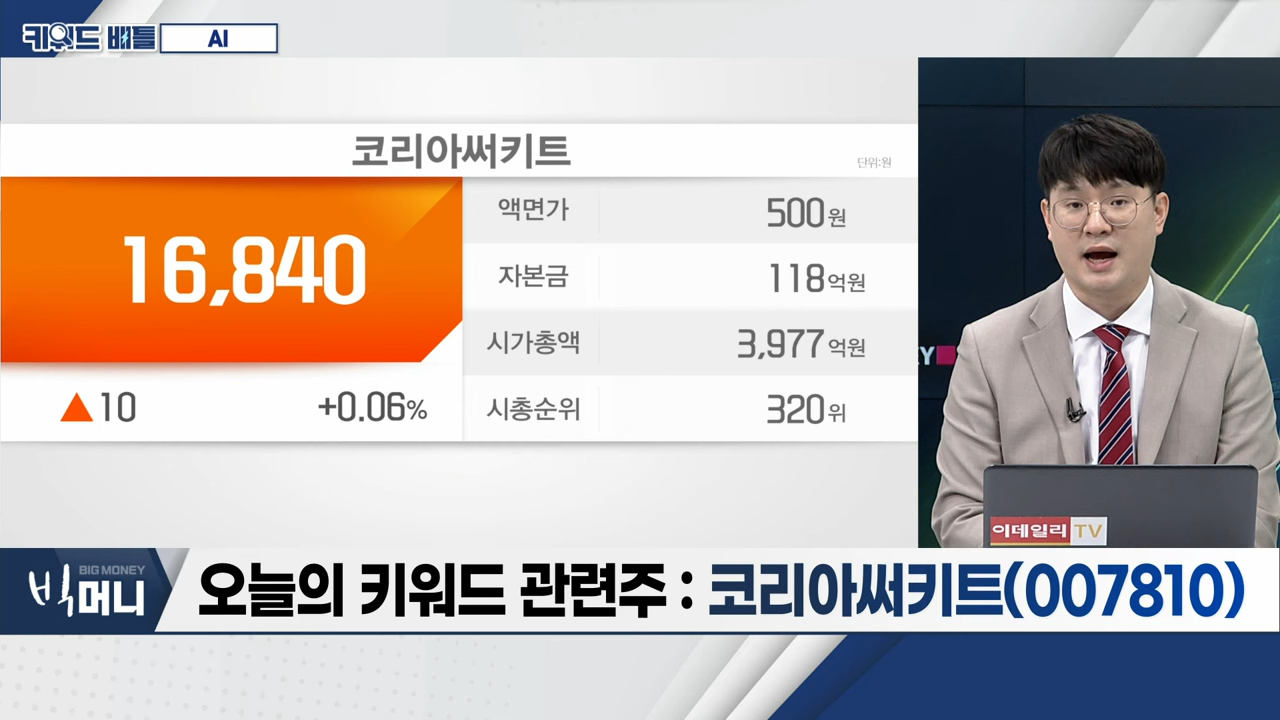 키워드 배틀 AI
코리아써키트
단위:원
16,840
▲10 +0.06%
액면가 500원
자본금 118억원
시가총액 3,977억원
시총순위 320위
EY
이데일리 TV
빅머니 BIG MONEY
오늘의 키워드 관련주 : 코리아써키트(007810)